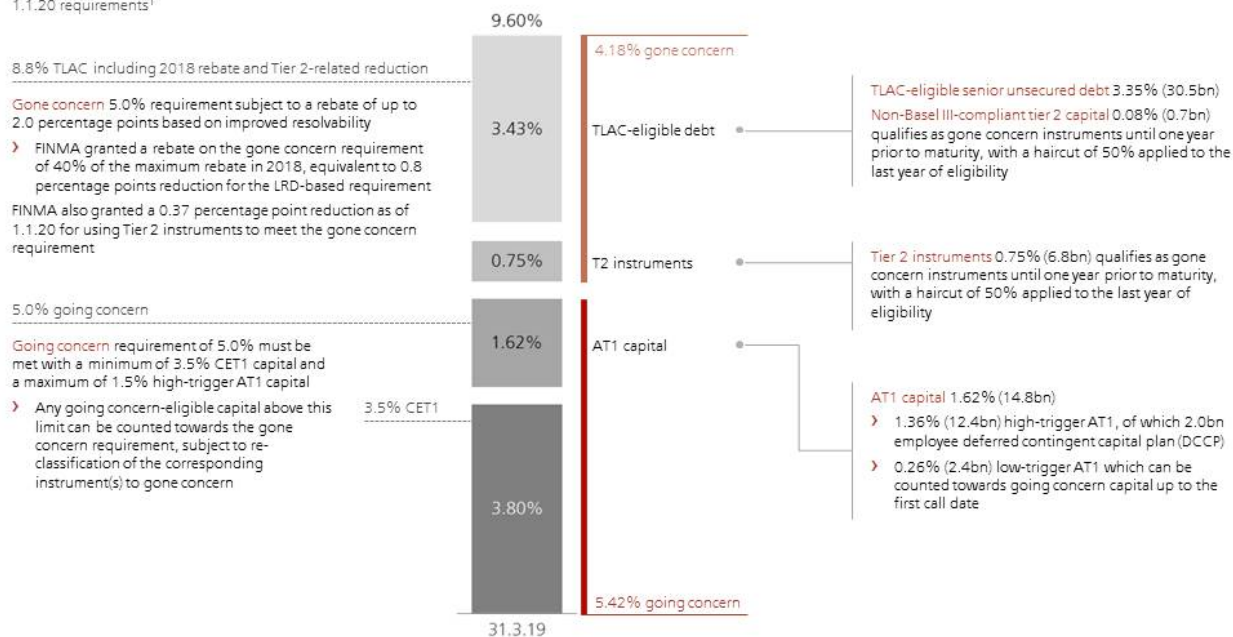 1.1.20 requirements¹
8.8% TLAC including 2018 rebate and Tier 2-related reduction
Gone concern 5.0% requirement subject to a rebate of up to
2.0 percentage points based on improved resolvability
› FINMA granted a rebate on the gone concern requirement
of 40% of the maximum rebate in 2018, equivalent to 0.8
percentage points reduction for the LRD-based requirement
FINMA also granted a 0.37 percentage point reduction as of
1.1.20 for using Tier 2 instruments to meet the gone concern
requirement
5.0% going concern
Going concern requirement of 5.0% must be
met with a minimum of 3.5% CET1 capital and
a maximum of 1.5% high-trigger AT1 capital
› Any going concern-eligible capital above this
limit can be counted towards the gone
concern requirement, subject to re-
classification of the corresponding
instrument(s) to gone concern
3.5% CET1
9.60%
3.43%
0.75%
1.62%
3.80%
31.3.19
4.18% gone concern
TLAC-eligible debt
T2 instruments
AT1 capital
5.42% going concern
TLAC-eligible senior unsecured debt 3.35% (30.5bn)
Non-Basel III-compliant tier 2 capital 0.08% (0.7bn)
qualifies as gone concern instruments until one year
prior to maturity, with a haircut of 50% applied to the
last year of eligibility
Tier 2 instruments 0.75% (6.8bn) qualifies as gone
concern instruments until one year prior to maturity,
with a haircut of 50% applied to the last year of
eligibility
AT1 capital 1.62% (14.8bn)
› 1.36% (12.4bn) high-trigger AT1, of which 2.0bn
employee deferred contingent capital plan (DCCP)
› 0.26% (2.4bn) low-trigger AT1 which can be
counted towards going concern capital up to the
first call date